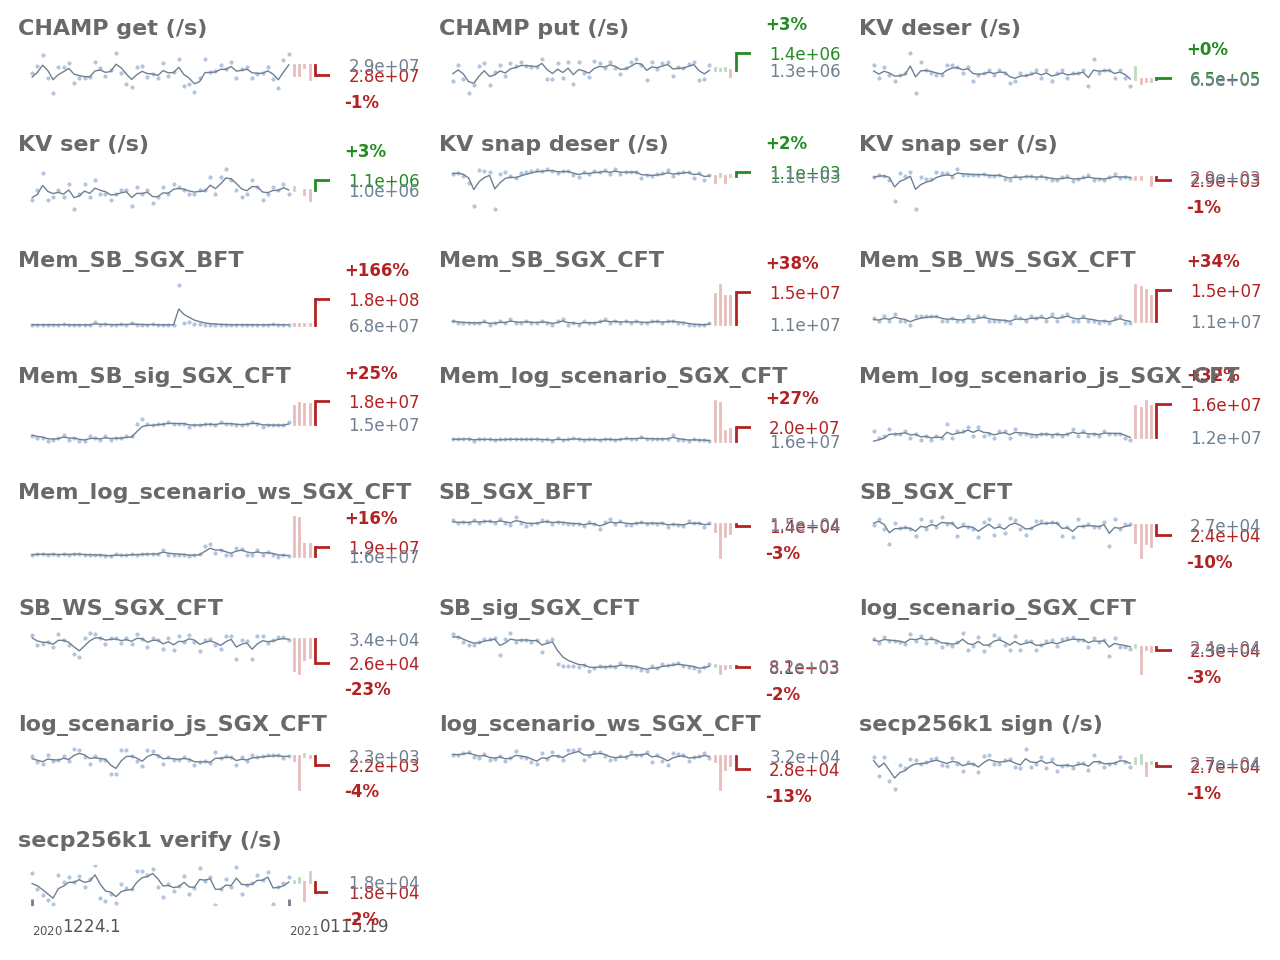 CHAMP get (/s)
2.9e+07
2.8e+07
-1%
CHAMP put (/s)
+3%
1.4e+06
1.3e+06
KV deser (/s)
+0%
6.5e+05
6.5e+05
KV ser (/s)
+3%
1.1e+06
1.0e+06
KV snap deser (/s)
+2%
1.1e+03
1.1e+03
KV snap ser (/s)
2.9e+03
2.9e+03
-1%
Mem_SB_SGX_BFT
+166%
1.8e+08
6.8e+07
Mem_SB_SGX_CFT
+38%
1.5e+07
1.1e+07
Mem_SB_WS_SGX_CFT
+34%
1.5e+07
1.1e+07
Mem_SB_sig_SGX_CFT
+25%
1.8e+07
1.5e+07
Mem_log_scenario_SGX_CFT
+27%
2.0e+07
1.6e+07
Mem_log_scenario_js_SGX_CFT
+32%
1.6e+07
1.2e+07
Mem_log_scenario_ws_SGX_CFT
+16%
1.9e+07
1.6e+07
SB_SGX_BFT
1.5e+04
1.4e+04
-3%
SB_SGX_CFT
2.7e+04
2.4e+04
-10%
SB_WS_SGX_CFT
3.4e+04
2.6e+04
-23%
SB_sig_SGX_CFT
8.2e+03
8.1e+03
-2%
log_scenario_SGX_CFT
2.4e+04
2.3e+04
-3%
log_scenario_js_SGX_CFT
2.3e+03
2.2e+03
-4%
log_scenario_ws_SGX_CFT
3.2e+04
2.8e+04
-13%
secp256k1 sign (/s)
2.7e+04
2.7e+04
-1%
secp256k1 verify (/s)
1.8e+04
1.8e+04
-2%
2020 1224.1
2021 0115.19